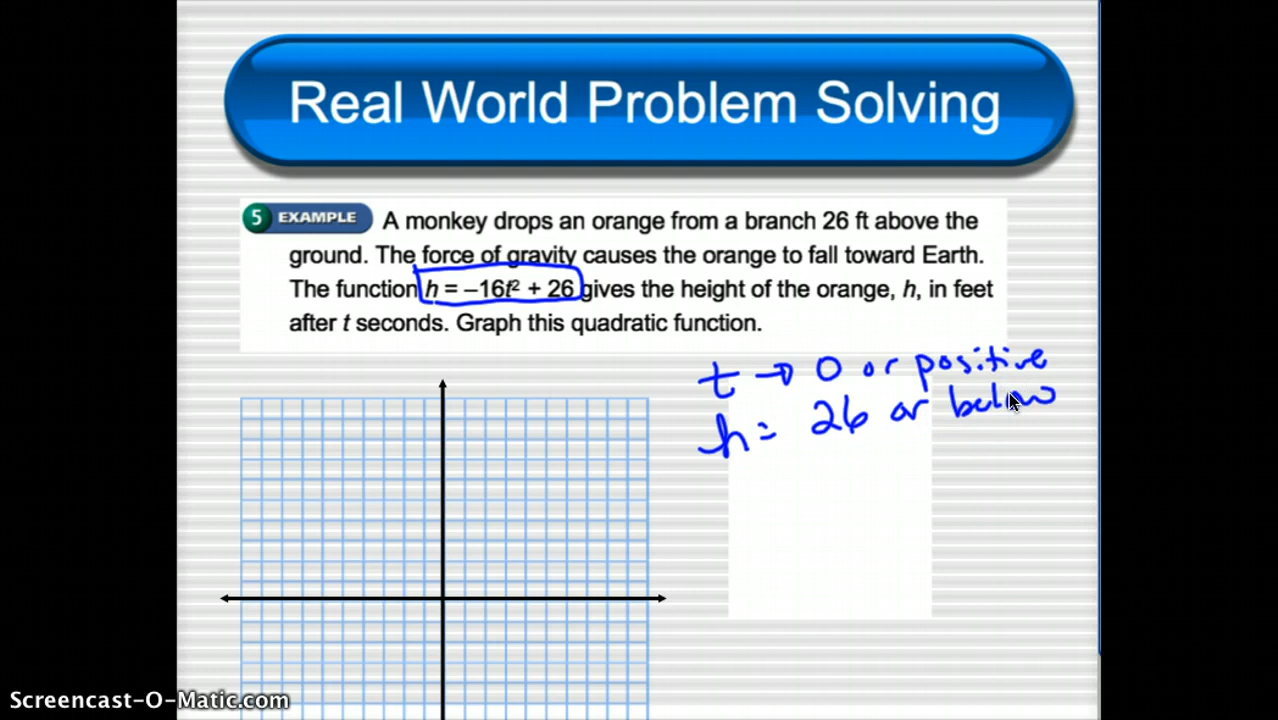 Real World Problem Solving
5 EXAMPLE A monkey drops an orange from a branch 26 ft above the
ground. The force of gravity causes the orange to fall toward Earth.
The function h = –16t² + 26 gives the height of the orange, h, in feet
after t seconds. Graph this quadratic function.
t → 0 or positive
h = 26 or below
Screencast-O-Matic.com